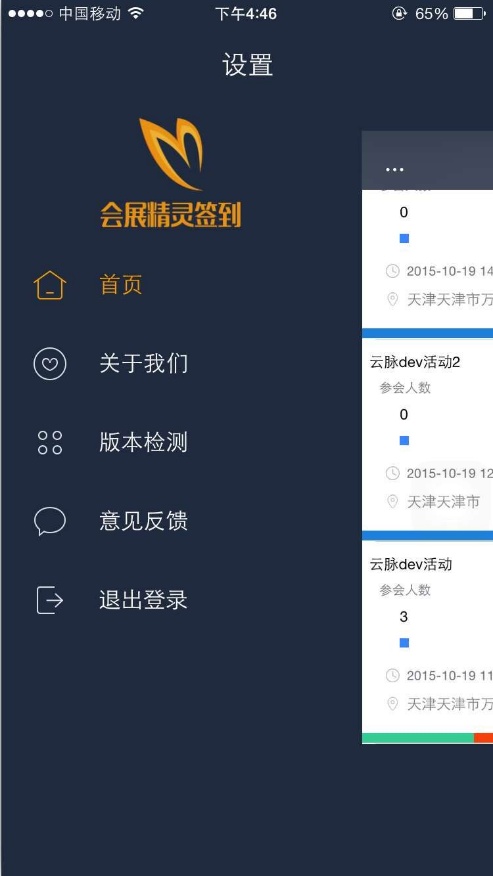 中国移动
下午4:46
65%
设置
会展精灵签到
首页
关于我们
版本检测
意见反馈
退出登录
...
0
2015-10-19 14
天津天津市万
云脉dev活动2
参会人数
0
2015-10-19 12
天津天津市
云脉dev活动
参会人数
3
2015-10-19 11
天津天津市万